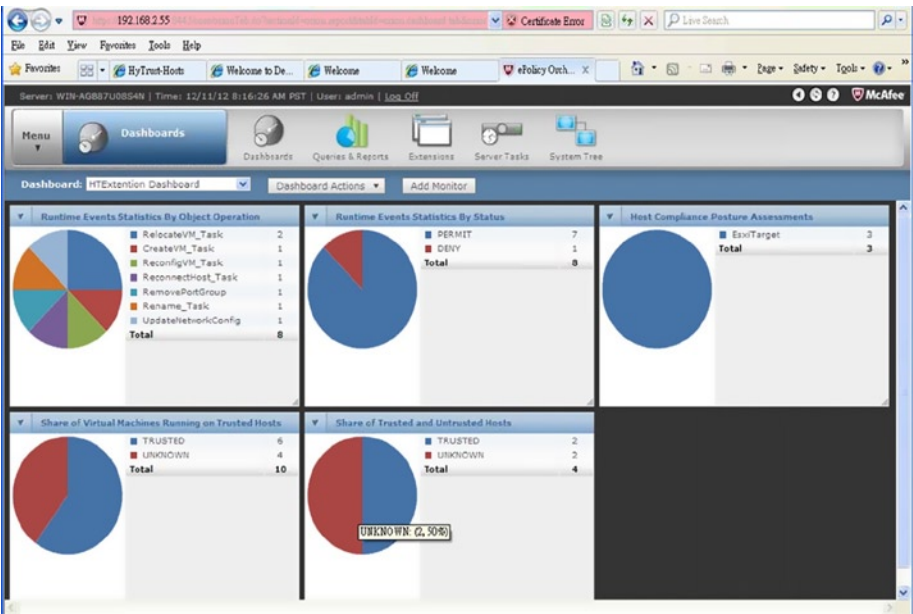 https 192.168.2.55
Certificate Error
Live Search
File Edit View Favorites Tools Help
Favorites
HyTrust-Hosts
Welcome to De...
Welcome
Welcome
ePolicy Orch...
Page
Safety
Tools
Server: WIN-AGB87U08S4N | Time: 12/11/12 8:16:26 AM PST | User: admin | Log Off
McAfee
Menu
Dashboards
Dashboards
Queries & Reports
Extensions
Server Tasks
System Tree
Dashboard: HTExtention Dashboard
Dashboard Actions
Add Monitor
Runtime Events Statistics By Object Operation
RelocateVM_Task 2
CreateVM_Task 1
ReconfigVM_Task 1
ReconnectHost_Task 1
RemovePortGroup 1
Rename_Task 1
UpdateNetworkConfig 1
Total 8
Runtime Events Statistics By Status
PERMIT 7
DENY 1
Total 8
Host Compliance Posture Assessments
EsxiTarget 3
Total 3
Share of Virtual Machines Running on Trusted Hosts
TRUSTED 6
UNKNOWN 4
Total 10
Share of Trusted and Untrusted Hosts
TRUSTED 2
UNKNOWN 2
Total 4
UNKNOWN: (2, 50%)